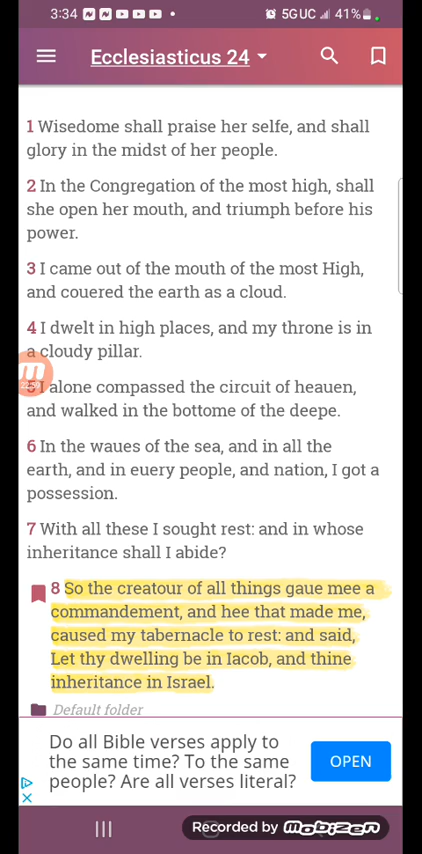 3:34
5GUC
41%
Ecclesiasticus 24
1 Wisedome shall praise her selfe, and shall
glory in the midst of her people.
2 In the Congregation of the most high, shall
she open her mouth, and triumph before his
power.
3 I came out of the mouth of the most High,
and couered the earth as a cloud.
4 I dwelt in high places, and my throne is in
a cloudy pillar.
5 I alone compassed the circuit of heauen,
and walked in the bottome of the deepe.
6 In the waues of the sea, and in all the
earth, and in euery people, and nation, I got a
possession.
7 With all these I sought rest: and in whose
inheritance shall I abide?
8 So the creatour of all things gaue mee a
commandement, and hee that made me,
caused my tabernacle to rest: and said,
Let thy dwelling be in Iacob, and thine
inheritance in Israel.
Default folder
Do all Bible verses apply to
the same time? To the same
people? Are all verses literal?
OPEN
Recorded by mobizen